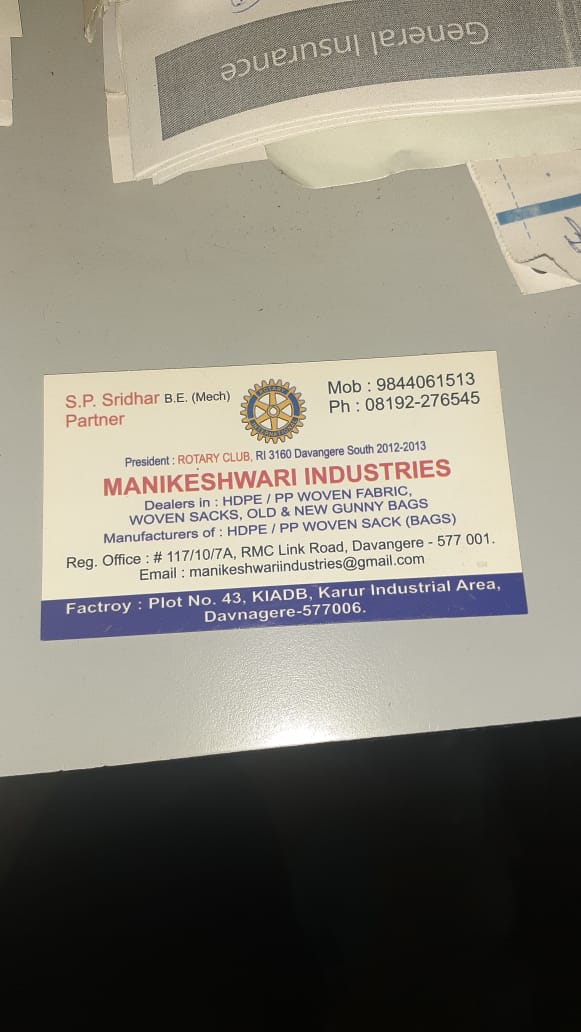 General Insurance
S.P. Sridhar B.E. (Mech)
Partner
ROTARY
INTERNATIONAL
Mob : 9844061513
Ph : 08192-276545
President : ROTARY CLUB, RI 3160 Davangere South 2012-2013
MANIKESHWARI INDUSTRIES
Dealers in : HDPE / PP WOVEN FABRIC,
WOVEN SACKS, OLD & NEW GUNNY BAGS
Manufacturers of : HDPE / PP WOVEN SACK (BAGS)
Reg. Office : # 117/10/7A, RMC Link Road, Davangere - 577 001.
Email : manikeshwariindustries@gmail.com
Factroy : Plot No. 43, KIADB, Karur Industrial Area,
Davnagere-577006.